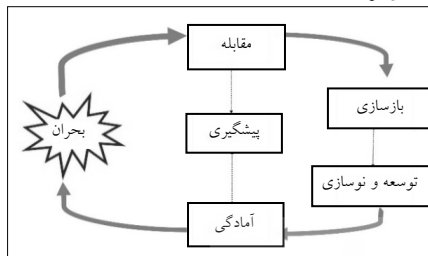 مقابله
بازسازی
پیشگیری
بحران
توسعه و نوسازی
آمادگی